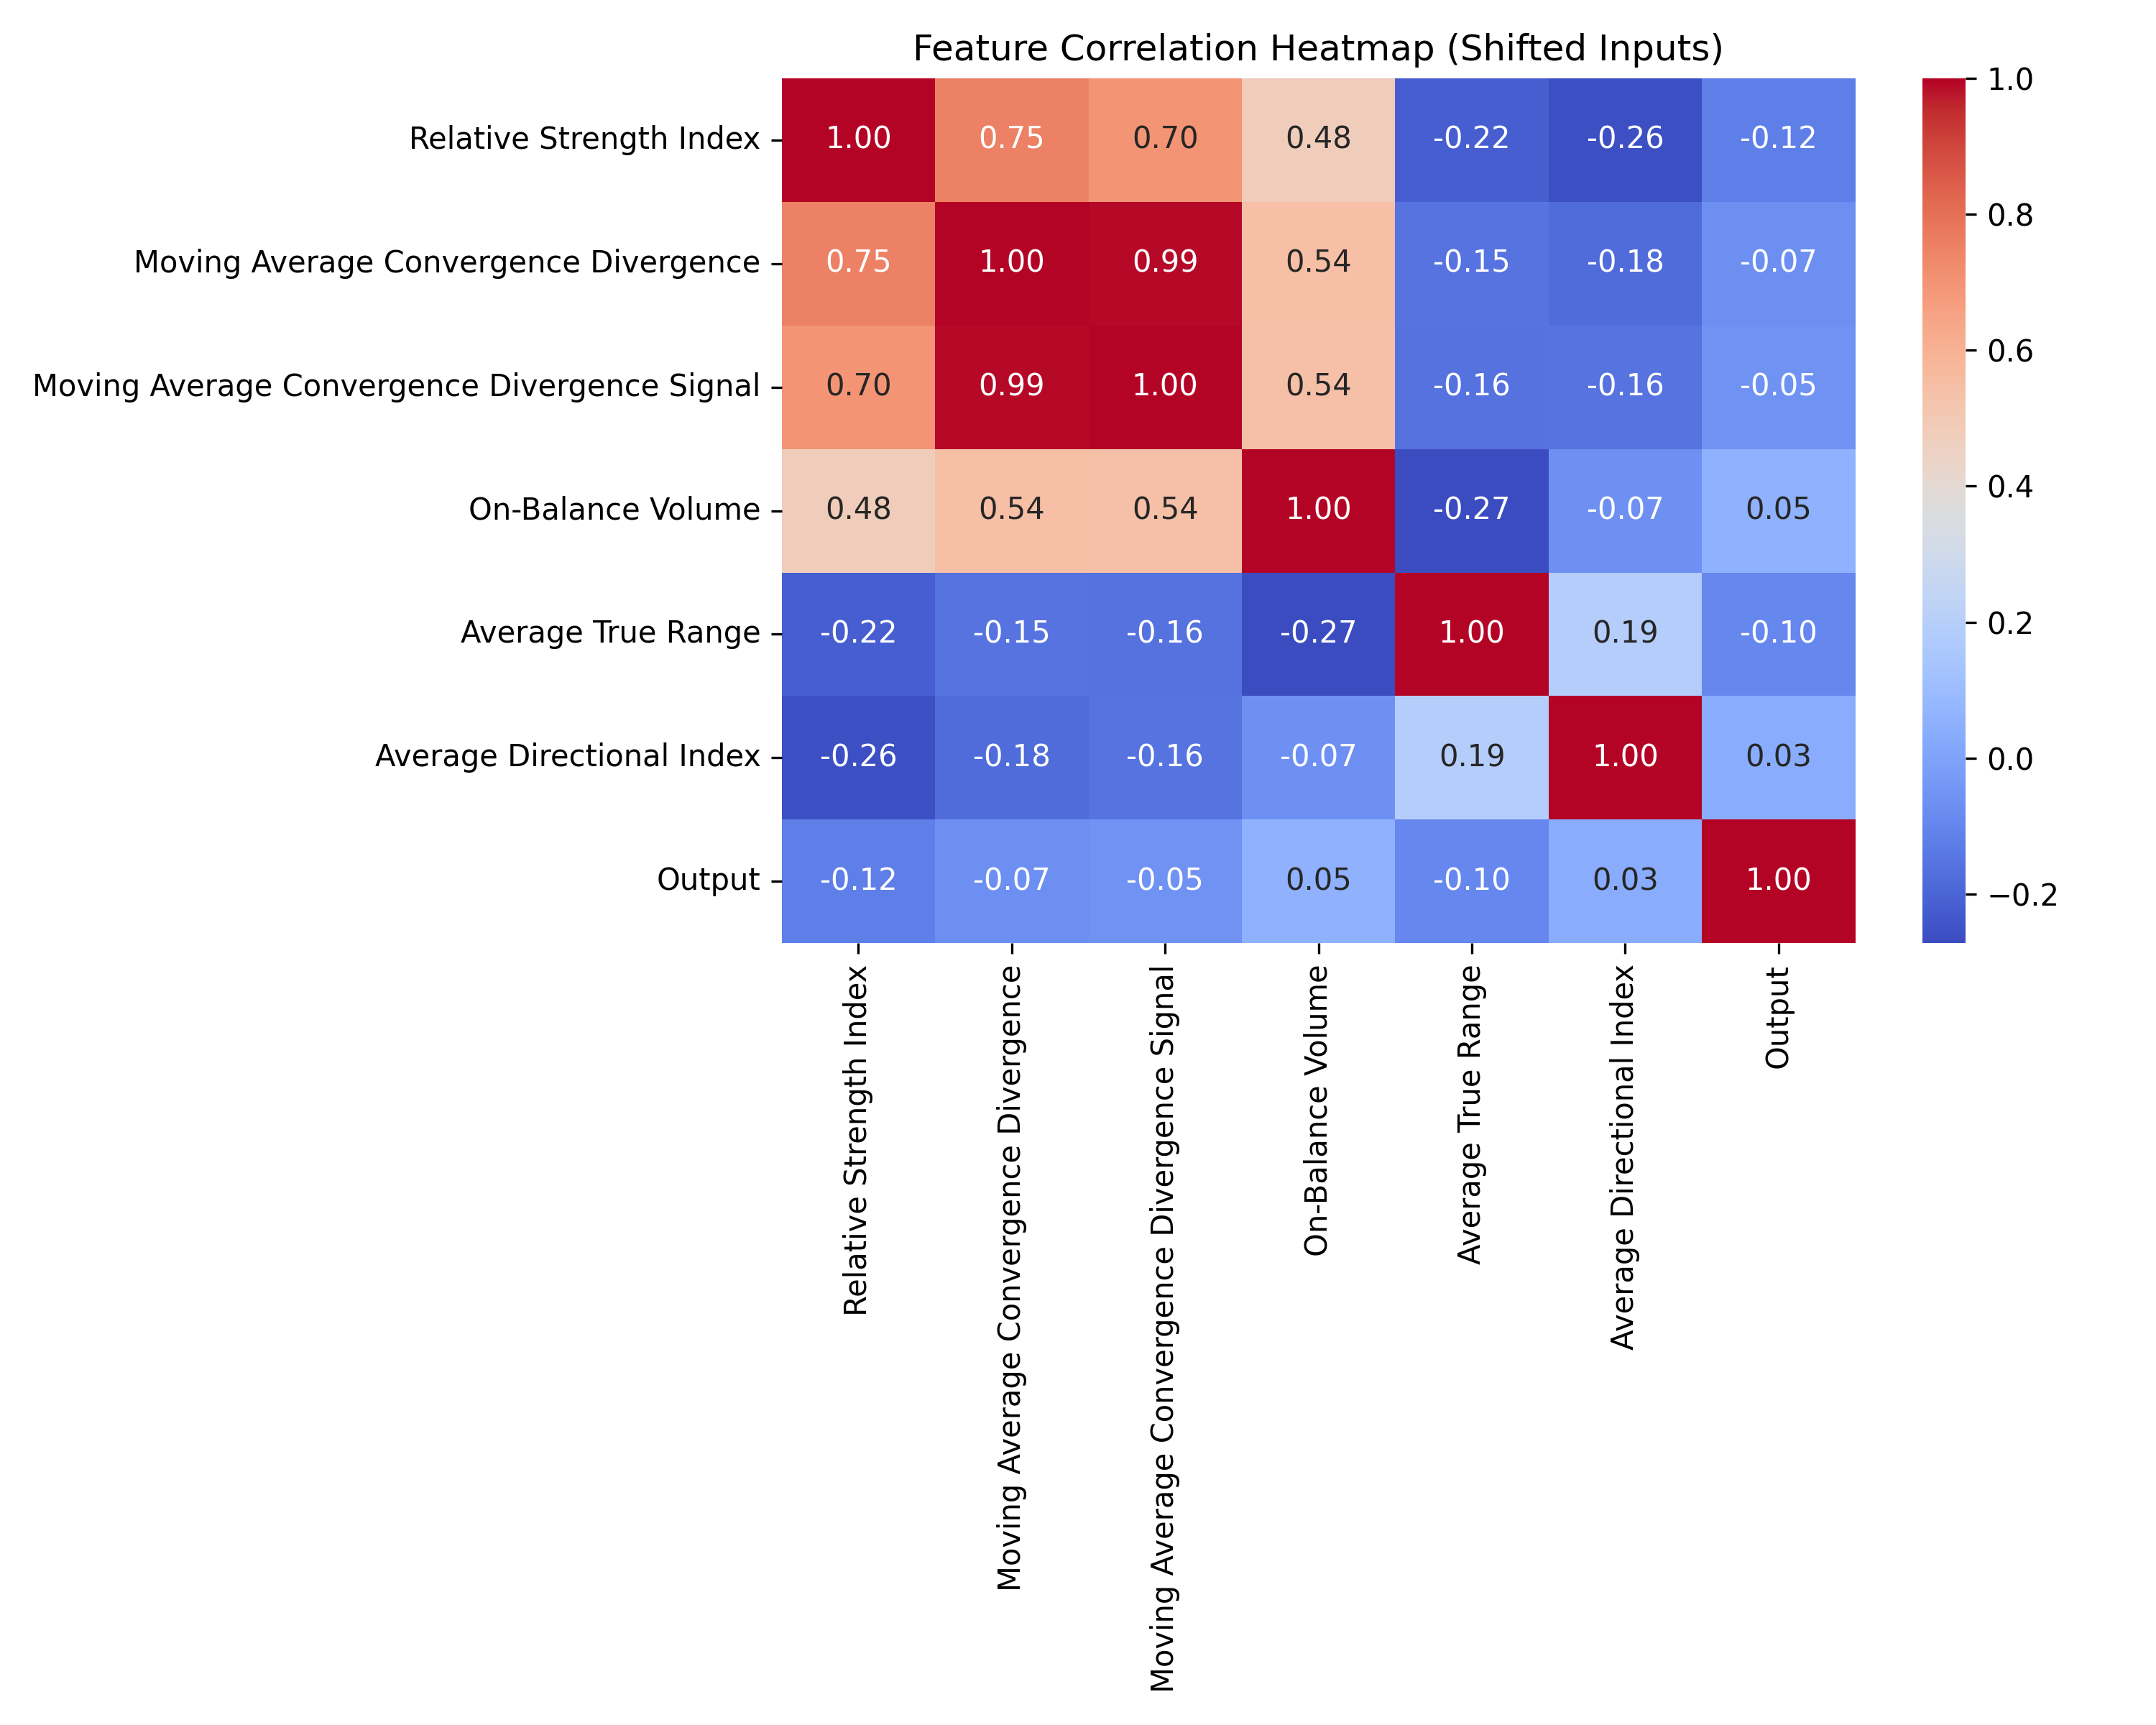 Feature Correlation Heatmap (Shifted Inputs)
Relative Strength Index 1.00 0.75 0.70 0.48 -0.22 -0.26 -0.12
Moving Average Convergence Divergence 0.75 1.00 0.99 0.54 -0.15 -0.18 -0.07
Moving Average Convergence Divergence Signal 0.70 0.99 1.00 0.54 -0.16 -0.16 -0.05
On-Balance Volume 0.48 0.54 0.54 1.00 -0.27 -0.07 0.05
Average True Range -0.22 -0.15 -0.16 -0.27 1.00 0.19 -0.10
Average Directional Index -0.26 -0.18 -0.16 -0.07 0.19 1.00 0.03
Output -0.12 -0.07 -0.05 0.05 -0.10 0.03 1.00
Relative Strength Index
Moving Average Convergence Divergence
Moving Average Convergence Divergence Signal
On-Balance Volume
Average True Range
Average Directional Index
Output
1.0
0.8
0.6
0.4
0.2
0.0
−0.2